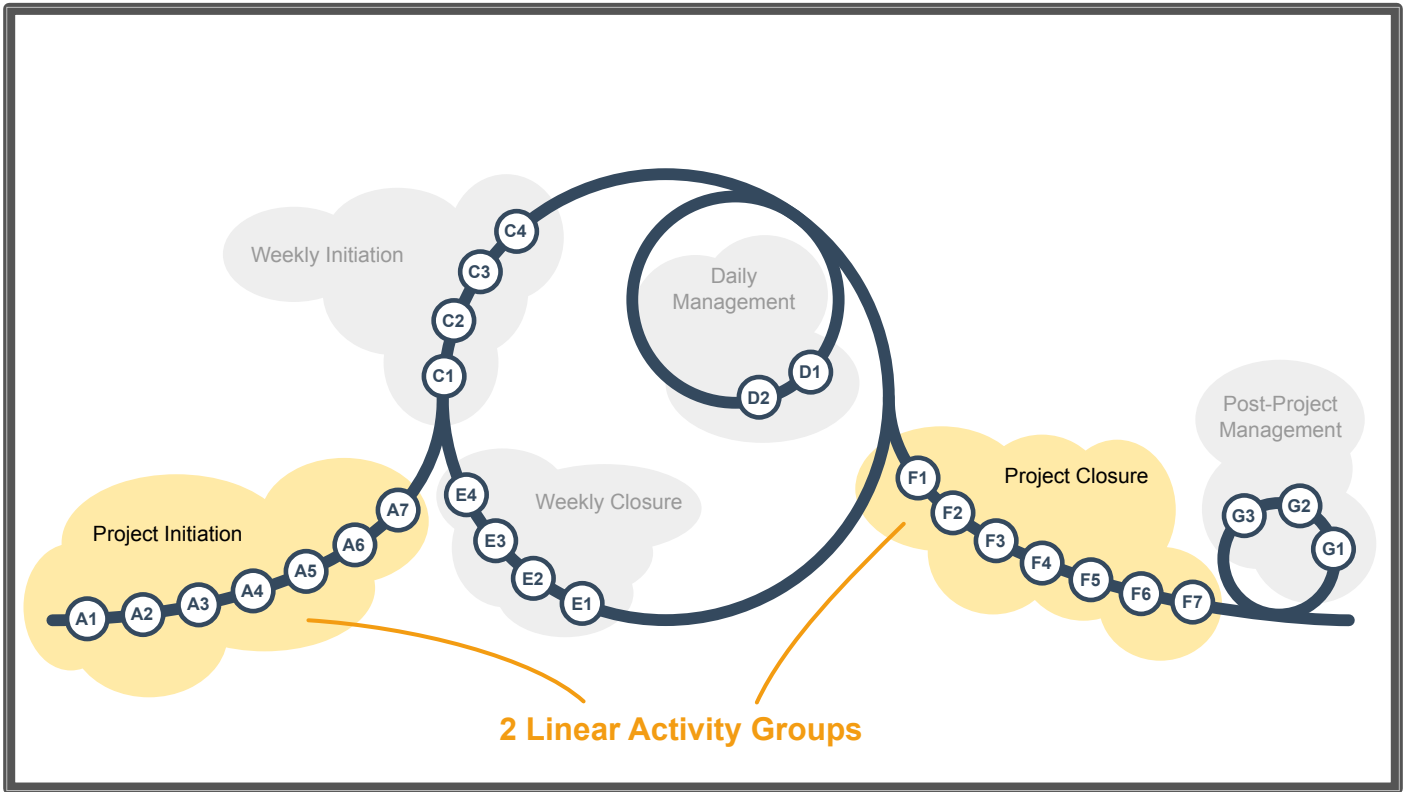 Weekly Initiation
C4
C3
C2
C1
Daily
Management
D1
D2
Project Initiation
A1
A2
A3
A4
A5
A6
A7
Weekly Closure
E4
E3
E2
E1
Project Closure
F1
F2
F3
F4
F5
F6
F7
Post-Project
Management
G3
G2
G1
2 Linear Activity Groups